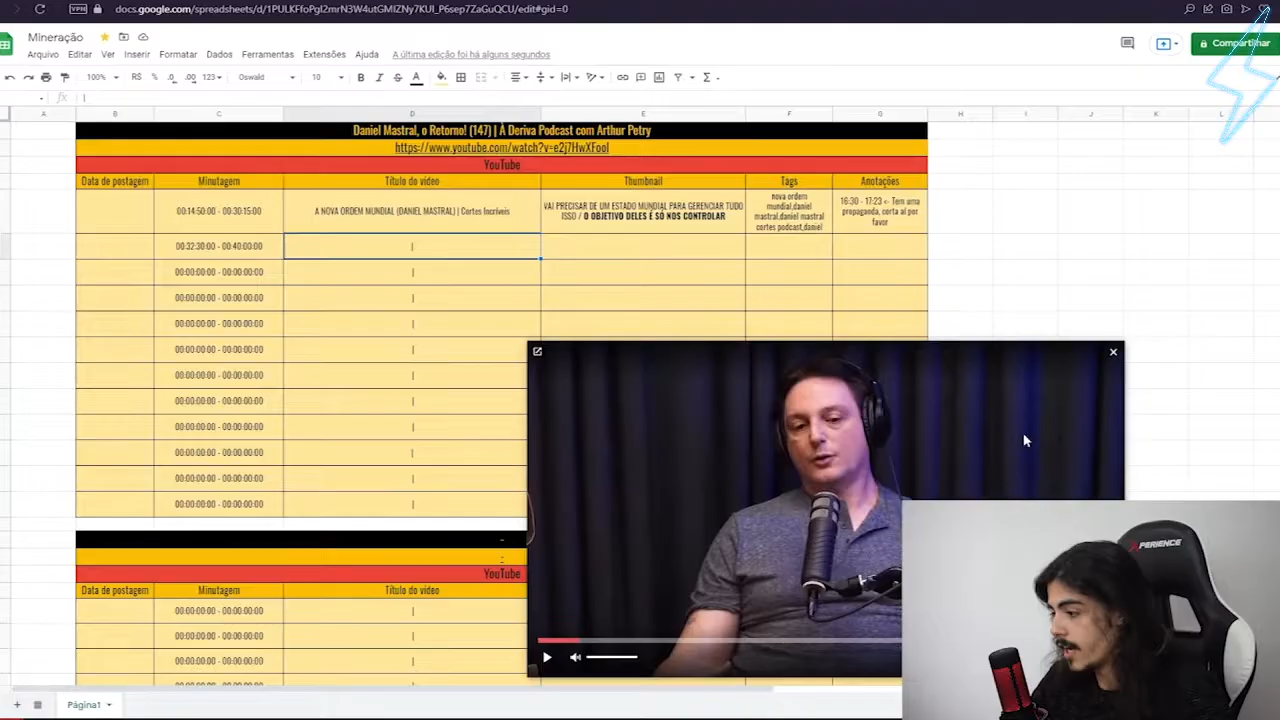 docs.google.com/spreadsheets/d/1PULKFfoPgI2mrN3W4utGMIZNy7KUI_P6sep7ZaGuQCU/edit#gid=0
VPN
Mineração
Arquivo Editar Ver Inserir Formatar Dados Ferramentas Extensões Ajuda A última edição foi há alguns segundos
Compartilhar
100% R$ % .0 .00 123 Oswald 10 B I S A
fx |
A B C D E F G H I J K L
Daniel Mastral, o Retorno! (147) | À Deriva Podcast com Arthur Petry
https://www.youtube.com/watch?v=e2j7HwXFooI
YouTube
Data de postagem Minutagem Título do vídeo Thumbnail Tags Anotações
00:14:50:00 - 00:30:15:00 A NOVA ORDEM MUNDIAL (DANIEL MASTRAL) | Cortes Incríveis
VAI PRECISAR DE UM ESTADO MUNDIAL PARA GERENCIAR TUDO
ISSO / O OBJETIVO DELES É SÓ NOS CONTROLAR
nova ordem
mundial,daniel
mastral,daniel mastral
cortes podcast,daniel
16:30 - 17:23 <- Tem uma
propaganda, corta aí por
favor
00:32:30:00 - 00:40:00:00 |
00:00:00:00 - 00:00:00:00 |
00:00:00:00 - 00:00:00:00 |
00:00:00:00 - 00:00:00:00 |
00:00:00:00 - 00:00:00:00 |
00:00:00:00 - 00:00:00:00 |
00:00:00:00 - 00:00:00:00 |
00:00:00:00 - 00:00:00:00 |
00:00:00:00 - 00:00:00:00 |
00:00:00:00 - 00:00:00:00 |
00:00:00:00 - 00:00:00:00 |
-
-
YouTube
Data de postagem Minutagem Título do vídeo
00:00:00:00 - 00:00:00:00 |
00:00:00:00 - 00:00:00:00 |
00:00:00:00 - 00:00:00:00 |
XPERIENCE
Página1